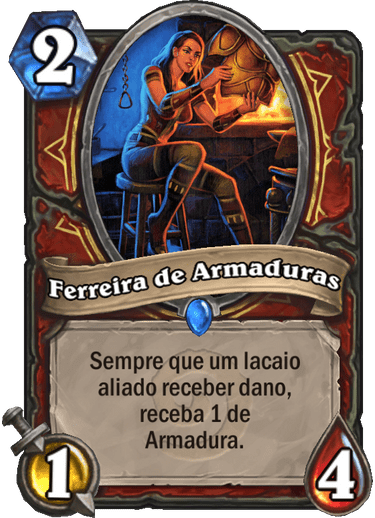 2
Ferreira de Armaduras
Sempre que um lacaio
aliado receber dano,
receba 1 de
Armadura.
1
4